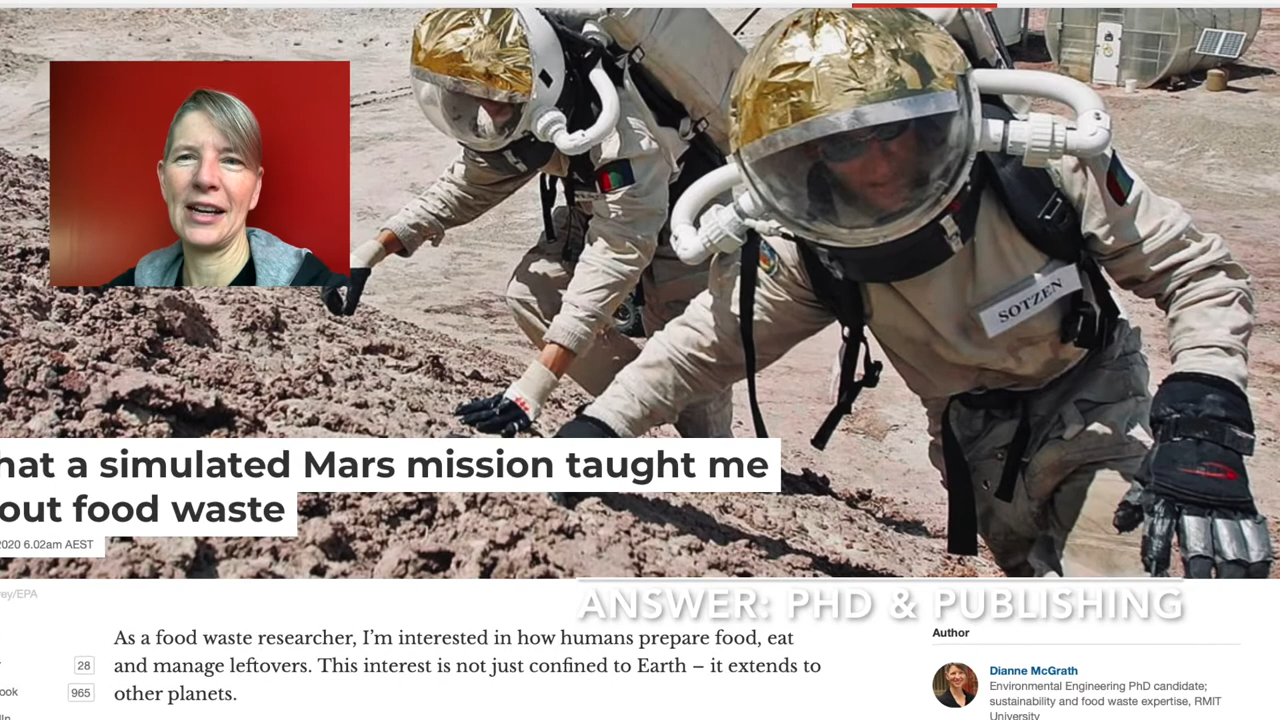 SOTZEN
hat a simulated Mars mission taught me
out food waste
2020 6.02am AEST
rey/EPA
ANSWER: PHD & PUBLISHING
As a food waste researcher, I’m interested in how humans prepare food, eat
and manage leftovers. This interest is not just confined to Earth – it extends to
other planets.
28
ook
965
Author
Dianne McGrath
Environmental Engineering PhD candidate;
sustainability and food waste expertise, RMIT
University